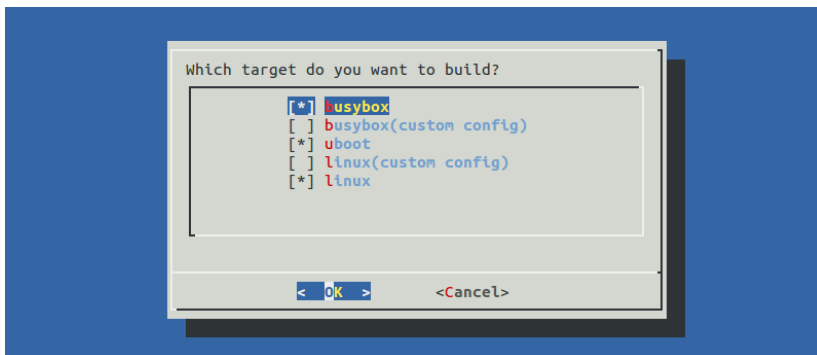 Which target do you want to build?
[*] busybox
[ ] busybox(custom config)
[*] uboot
[ ] linux(custom config)
[*] linux
< OK > <Cancel>